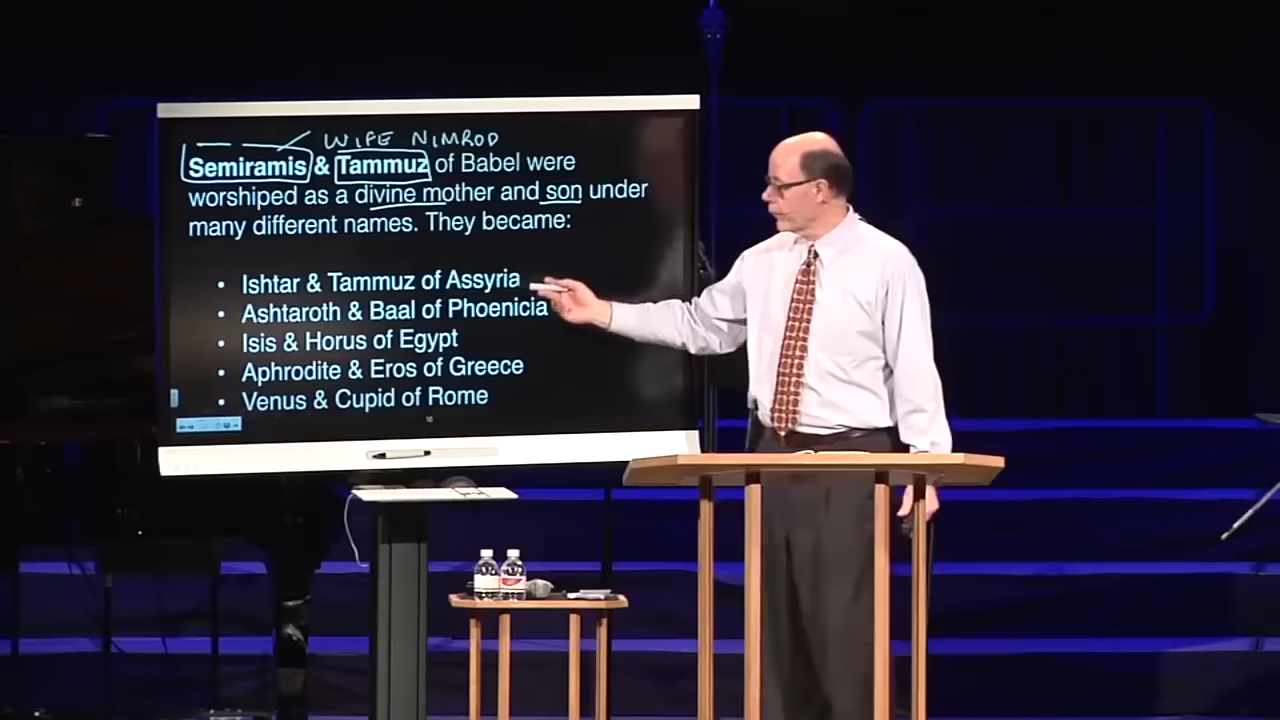 WIFE NIMROD
Semiramis & Tammuz of Babel were
worshiped as a divine mother and son under
many different names. They became:
• Ishtar & Tammuz of Assyria
• Ashtaroth & Baal of Phoenicia
• Isis & Horus of Egypt
• Aphrodite & Eros of Greece
• Venus & Cupid of Rome